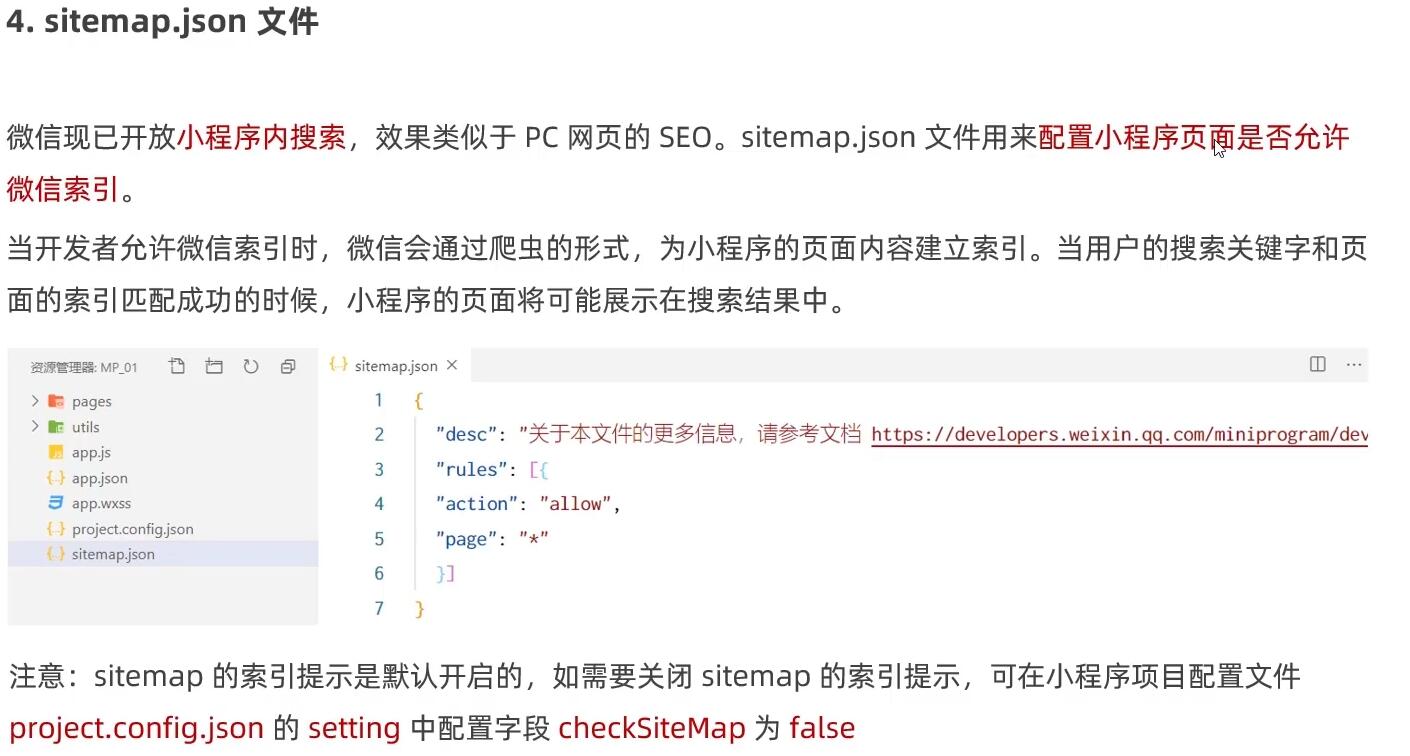 4. sitemap.json 文件
微信现已开放小程序内搜索，效果类似于 PC 网页的 SEO。sitemap.json 文件用来配置小程序页面是否允许
微信索引。
当开发者允许微信索引时，微信会通过爬虫的形式，为小程序的页面内容建立索引。当用户的搜索关键字和页
面的索引匹配成功的时候，小程序的页面将可能展示在搜索结果中。
资源管理器: MP_01
pages
utils
app.js
app.json
app.wxss
project.config.json
sitemap.json
sitemap.json
1 {
2 "desc": "关于本文件的更多信息，请参考文档 https://developers.weixin.qq.com/miniprogram/dev
3 "rules": [{
4 "action": "allow",
5 "page": "*"
6 }]
7 }
注意：sitemap 的索引提示是默认开启的，如需要关闭 sitemap 的索引提示，可在小程序项目配置文件
project.config.json 的 setting 中配置字段 checkSiteMap 为 false